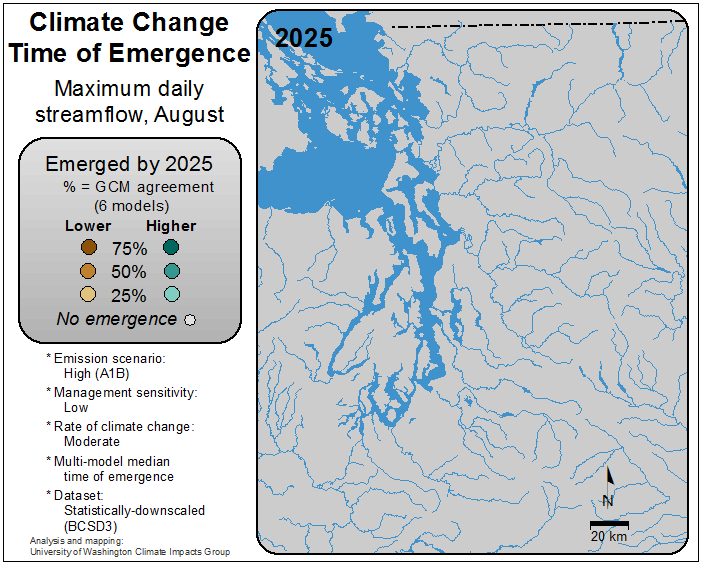 Climate Change
Time of Emergence
Maximum daily
streamflow, August
Emerged by 2025
% = GCM agreement
(6 models)
Lower Higher
75%
50%
25%
No emergence
* Emission scenario:
High (A1B)
* Management sensitivity:
Low
* Rate of climate change:
Moderate
* Multi-model median
time of emergence
* Dataset:
Statistically-downscaled
(BCSD3)
Analysis and mapping:
University of Washington Climate Impacts Group
2025
N
20 km